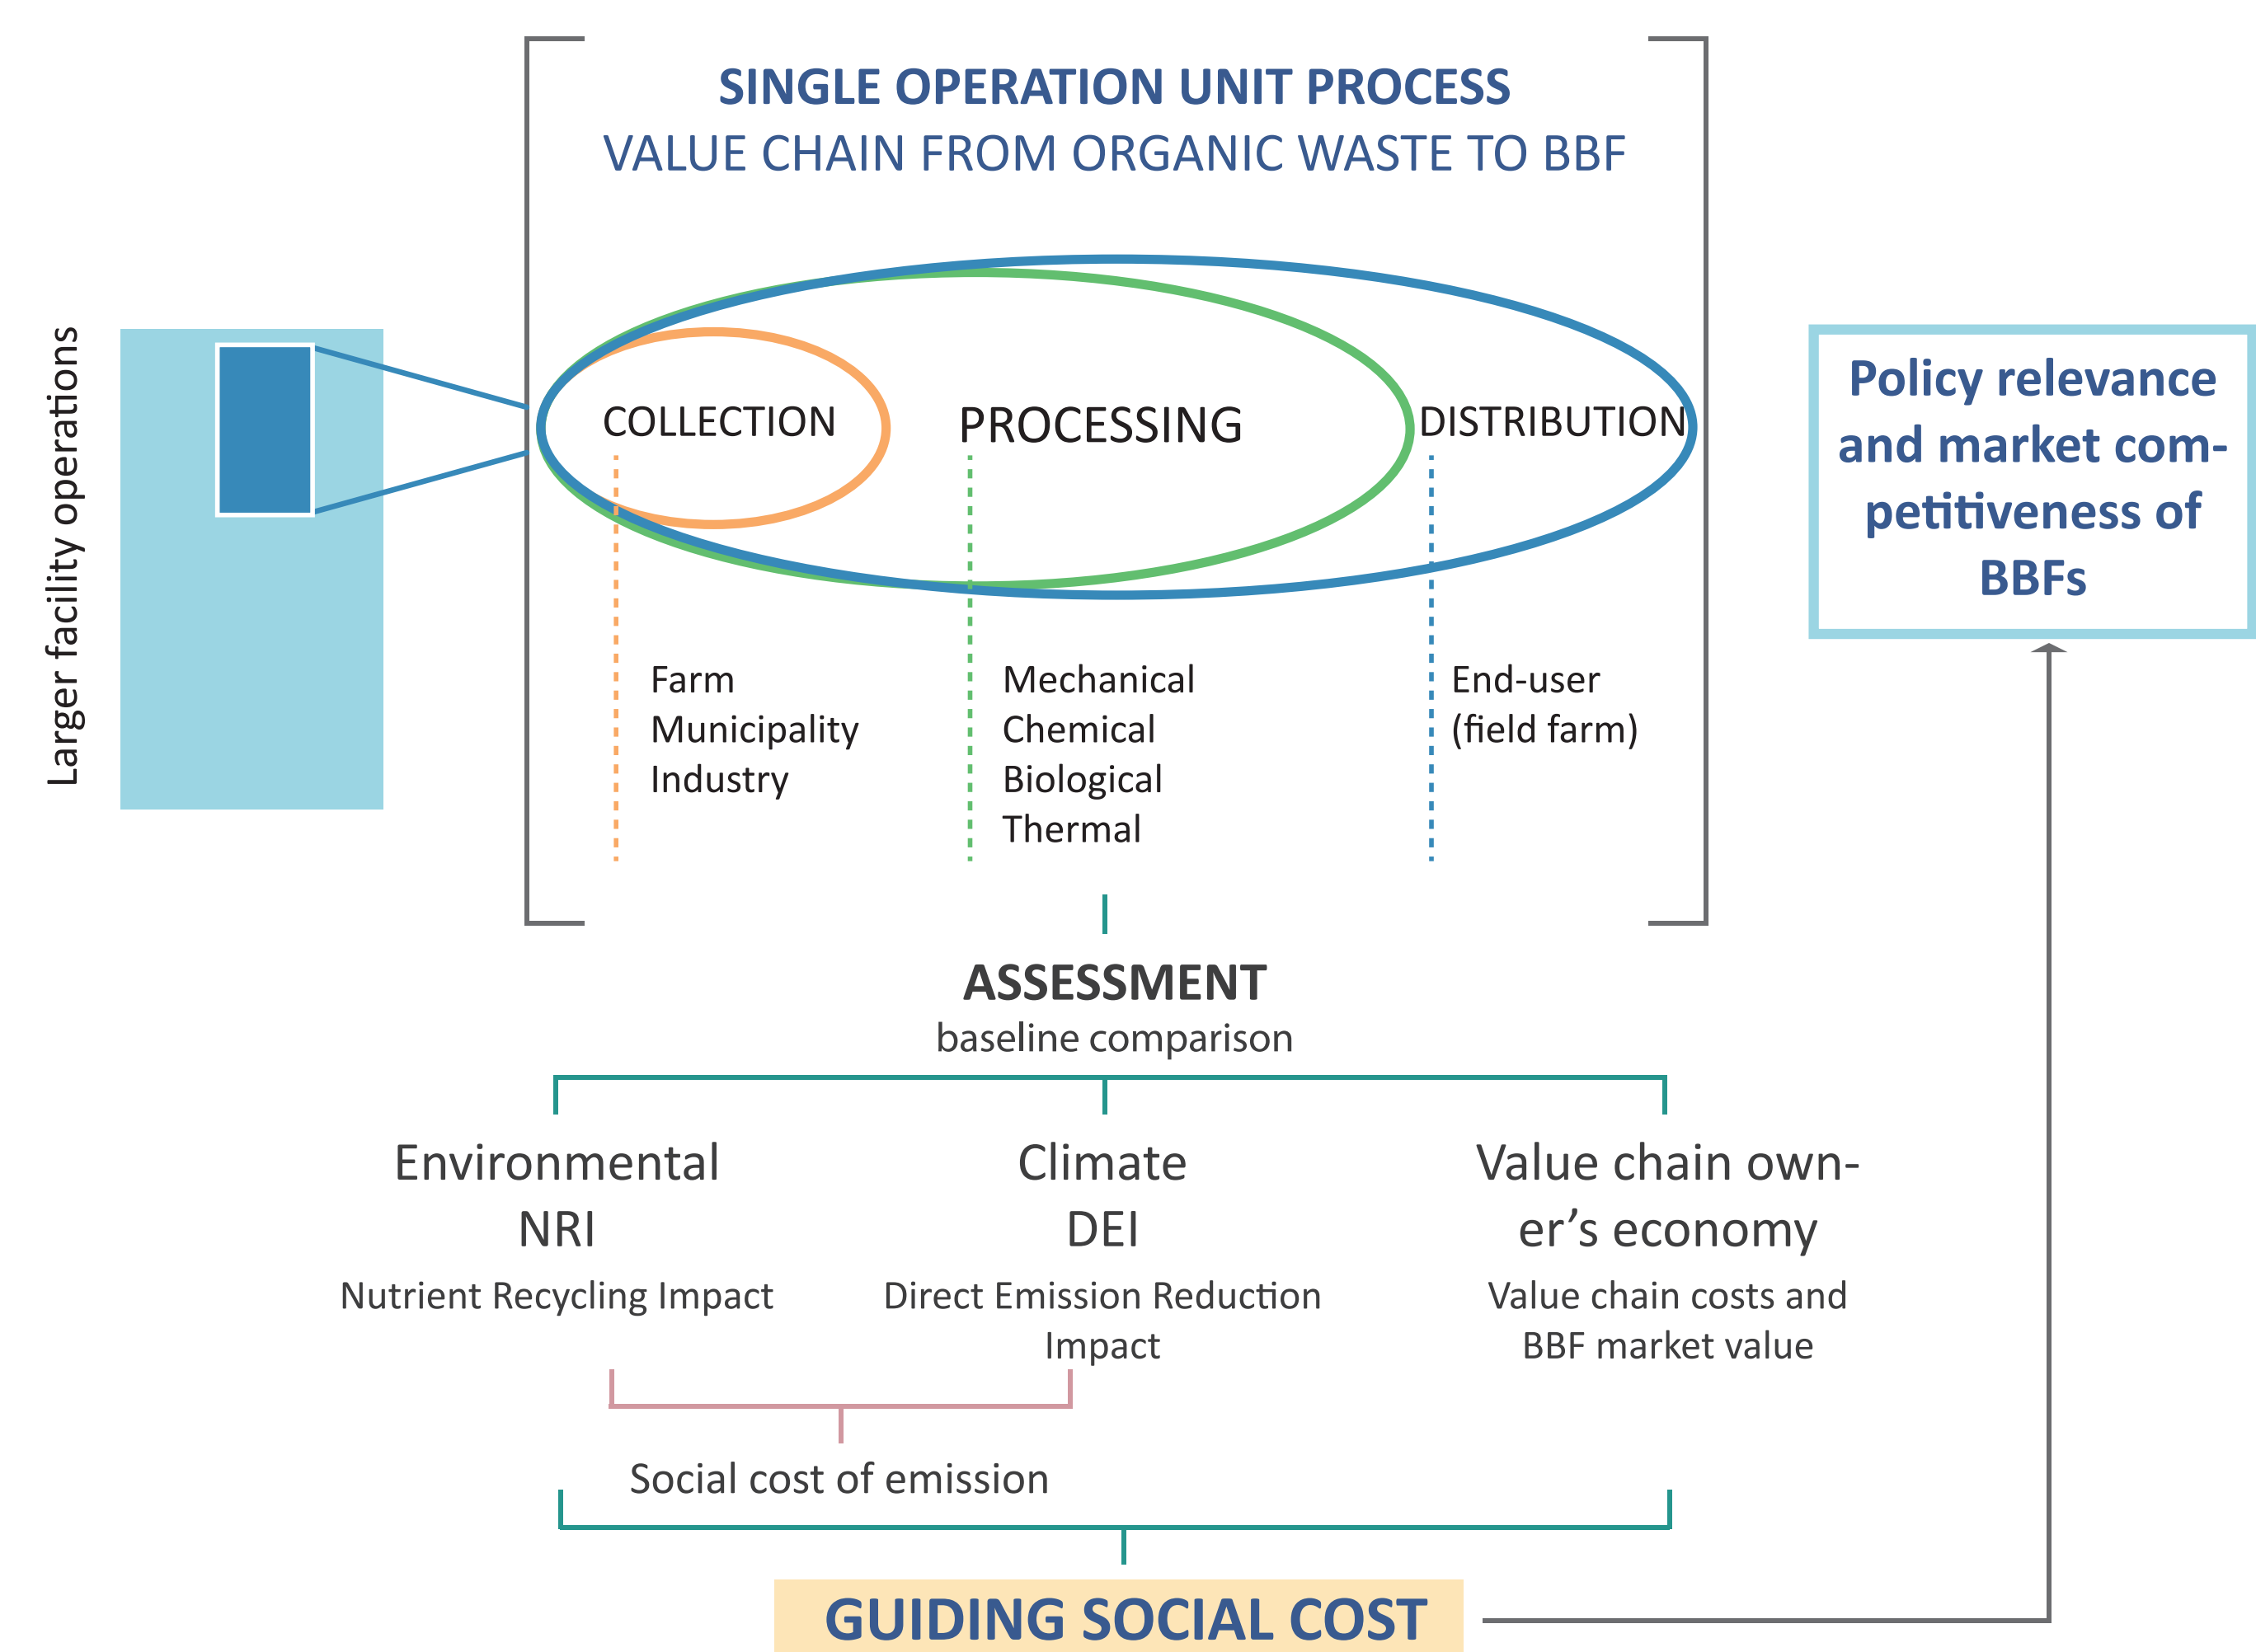 SINGLE OPERATION UNIT PROCESS
VALUE CHAIN FROM ORGANIC WASTE TO BBF
Larger facility operations
COLLECTION
PROCESSING
DISTRIBUTION
Farm
Municipality
Industry
Mechanical
Chemical
Biological
Thermal
End-user
(field farm)
Policy relevance
and market com-
petitiveness of
BBFs
ASSESSMENT
baseline comparison
Environmental
NRI
Nutrient Recycling Impact
Climate
DEI
Direct Emission Reduction
Impact
Value chain own-
er’s economy
Value chain costs and
BBF market value
Social cost of emission
GUIDING SOCIAL COST